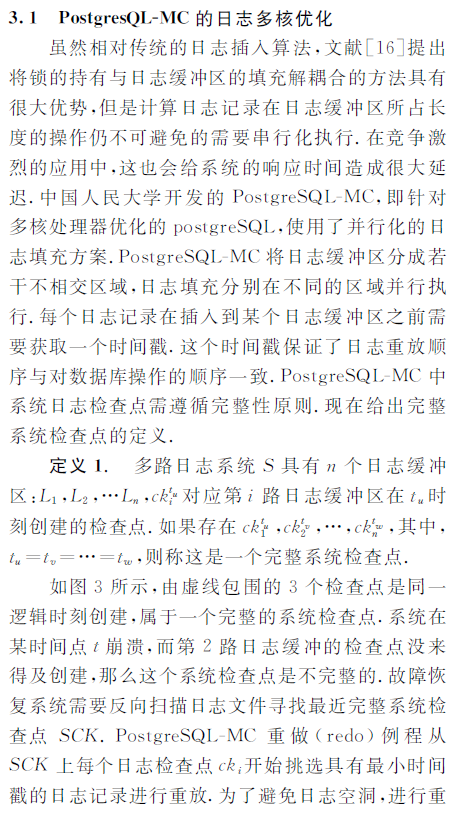 3.1 PostgresQL-MC 的日志多核优化
虽然相对传统的日志插入算法,文献[16]提出
将锁的持有与日志缓冲区的填充解耦合的方法具有
很大优势,但是计算日志记录在日志缓冲区所占长
度的操作仍不可避免的需要串行化执行.在竞争激
烈的应用中,这也会给系统的响应时间造成很大延
迟.中国人民大学开发的 PostgreSQL-MC,即针对
多核处理器优化的 postgreSQL,使用了并行化的日
志填充方案.PostgreSQL-MC 将日志缓冲区分成若
干不相交区域,日志填充分别在不同的区域并行执
行.每个日志记录在插入到某个日志缓冲区之前需
要获取一个时间戳.这个时间戳保证了日志重放顺
序与对数据库操作的顺序一致.PostgreSQL-MC 中
系统日志检查点需遵循完整性原则.现在给出完整
系统检查点的定义.
定义 1. 多路日志系统 S 具有 n 个日志缓冲
区:L₁,L₂,…Lₙ,ckᵢ^{tᵤ}对应第 i 路日志缓冲区在 tᵤ 时
刻创建的检查点.如果存在 ck₁^{tᵤ},ck₂^{tᵥ},…,ckₙ^{t_w},其中,
tᵤ=tᵥ=…=t_w,则称这是一个完整系统检查点.
如图 3 所示,由虚线包围的 3 个检查点是同一
逻辑时刻创建,属于一个完整的系统检查点.系统在
某时间点 t 崩溃,而第 2 路日志缓冲的检查点没来
得及创建,那么这个系统检查点是不完整的.故障恢
复系统需要反向扫描日志文件寻找最近完整系统检
查点 SCK. PostgreSQL-MC 重做(redo)例程从
SCK 上每个日志检查点 ckᵢ开始挑选具有最小时间
戳的日志记录进行重放.为了避免日志空洞,进行重